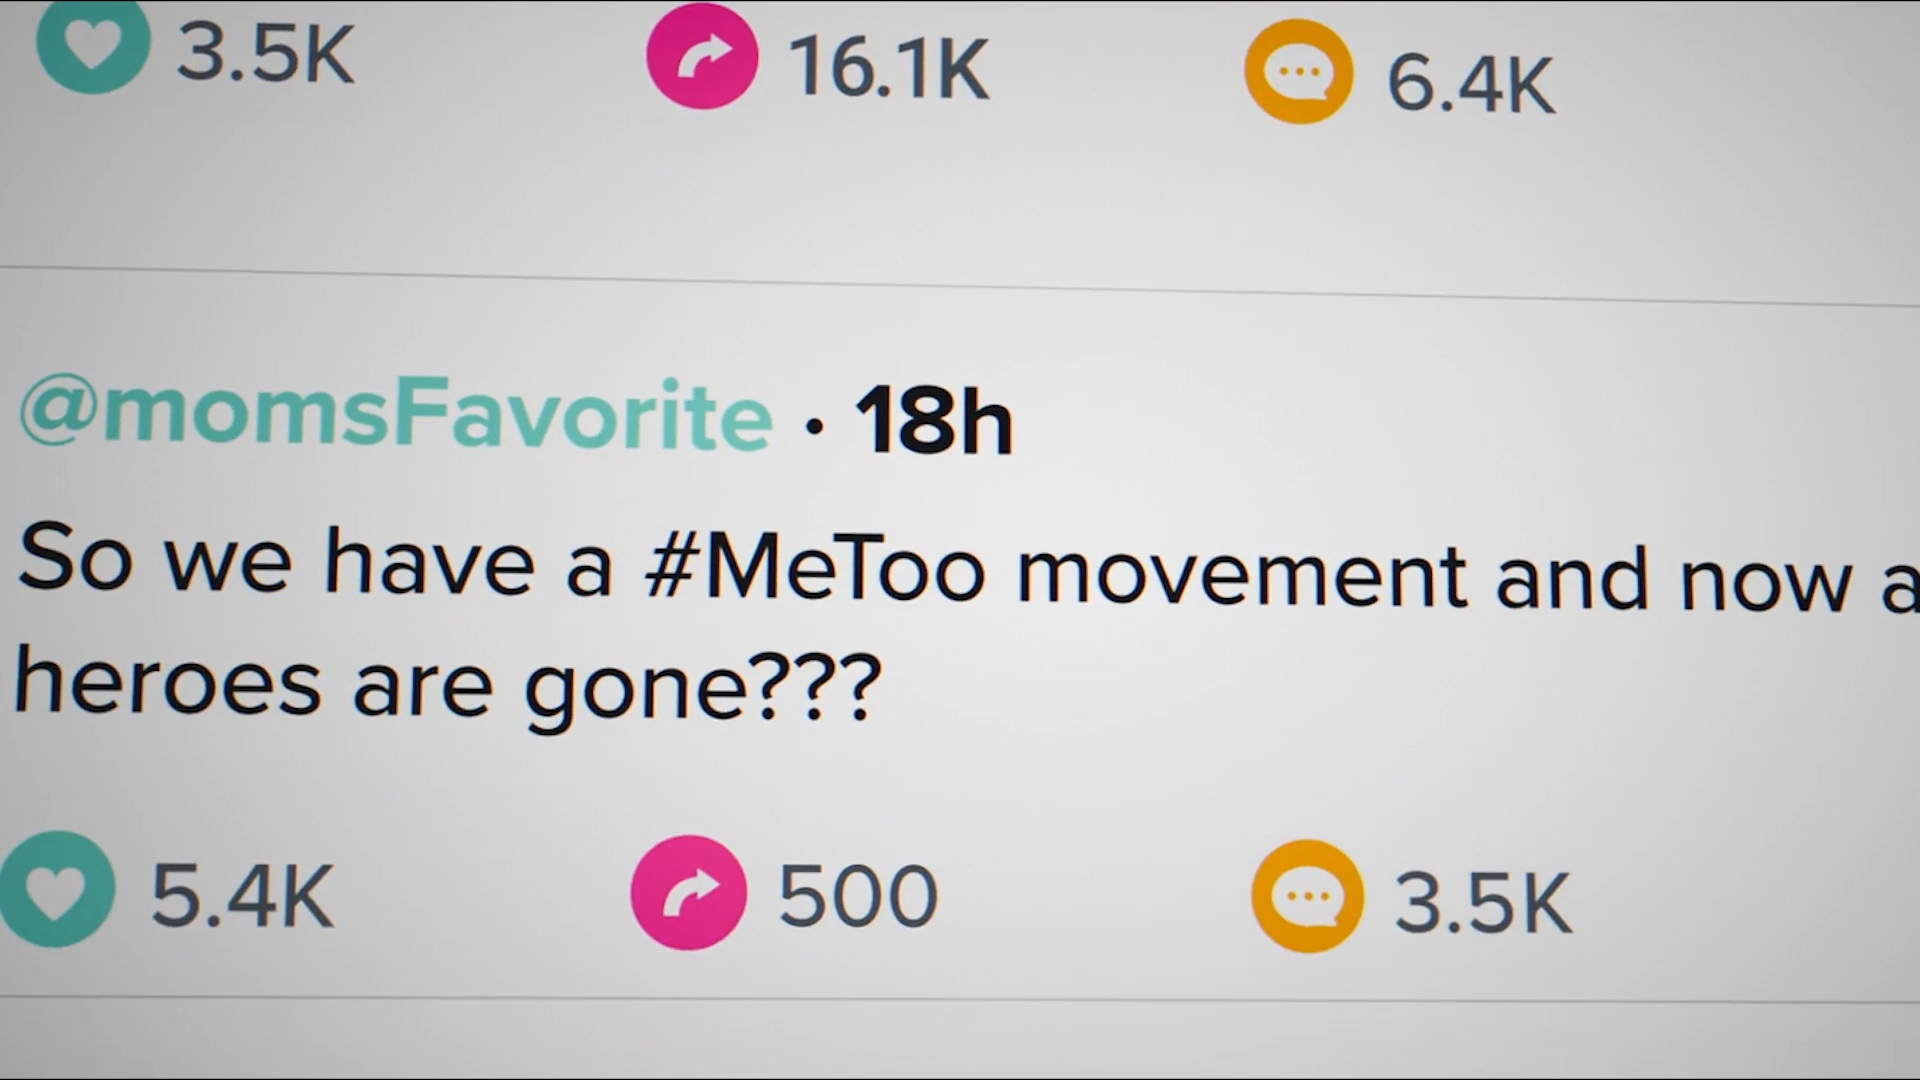 3.5K 16.1K 6.4K
@momsFavorite · 18h
So we have a #MeToo movement and now
heroes are gone???
5.4K 500 3.5K